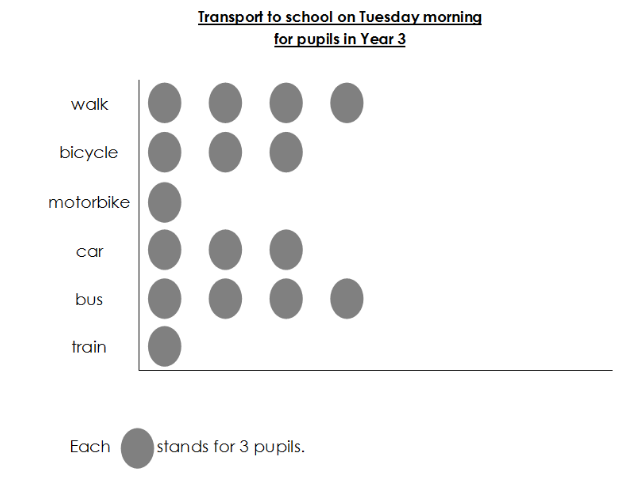 Transport to school on Tuesday morning
for pupils in Year 3
walk
bicycle
motorbike
car
bus
train
Each stands for 3 pupils.